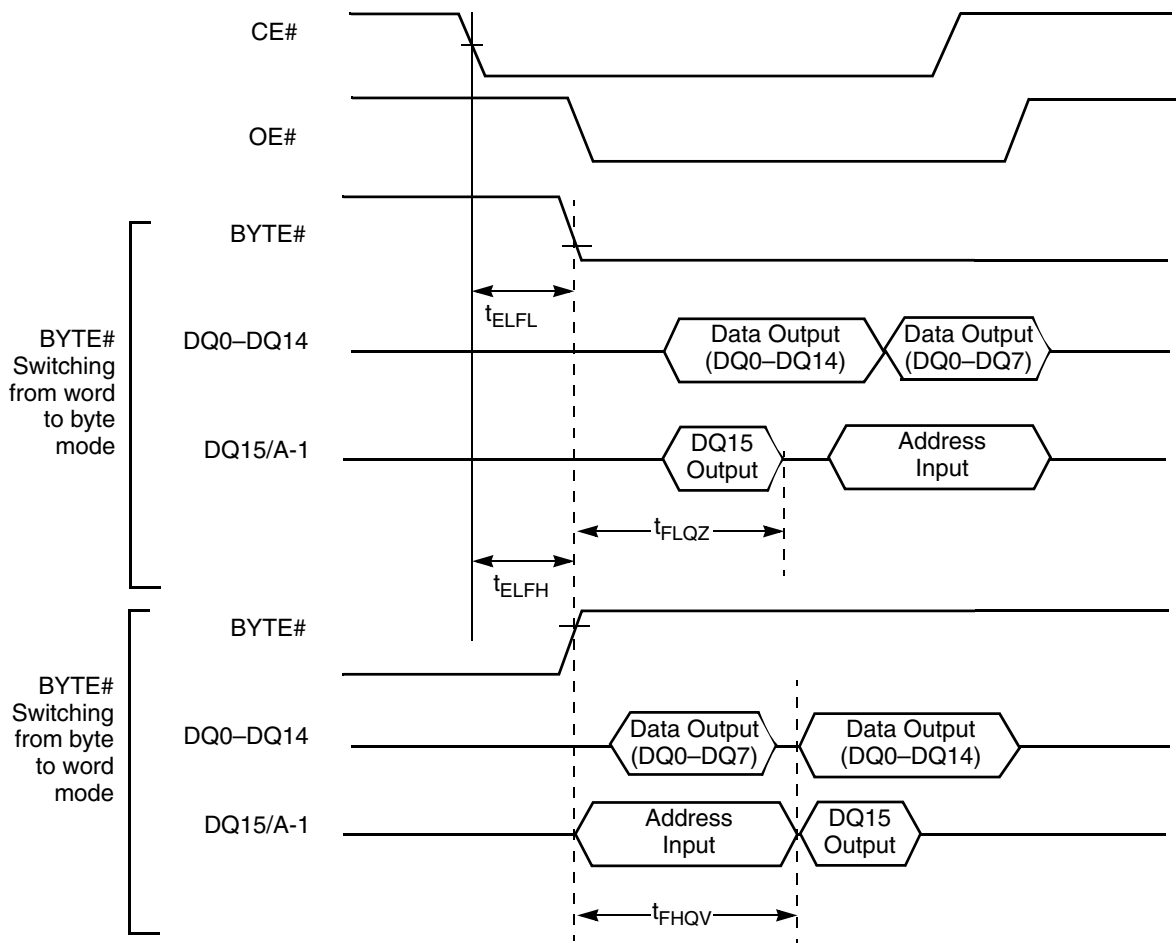 CE#
OE#
BYTE#
tELFL
BYTE#
Switching
from word
to byte
mode
DQ0–DQ14
Data Output
(DQ0–DQ14)
Data Output
(DQ0–DQ7)
DQ15/A-1
DQ15
Output
Address
Input
tFLQZ
tELFH
BYTE#
BYTE#
Switching
from byte
to word
mode
DQ0–DQ14
Data Output
(DQ0–DQ7)
Data Output
(DQ0–DQ14)
DQ15/A-1
Address
Input
DQ15
Output
tFHQV